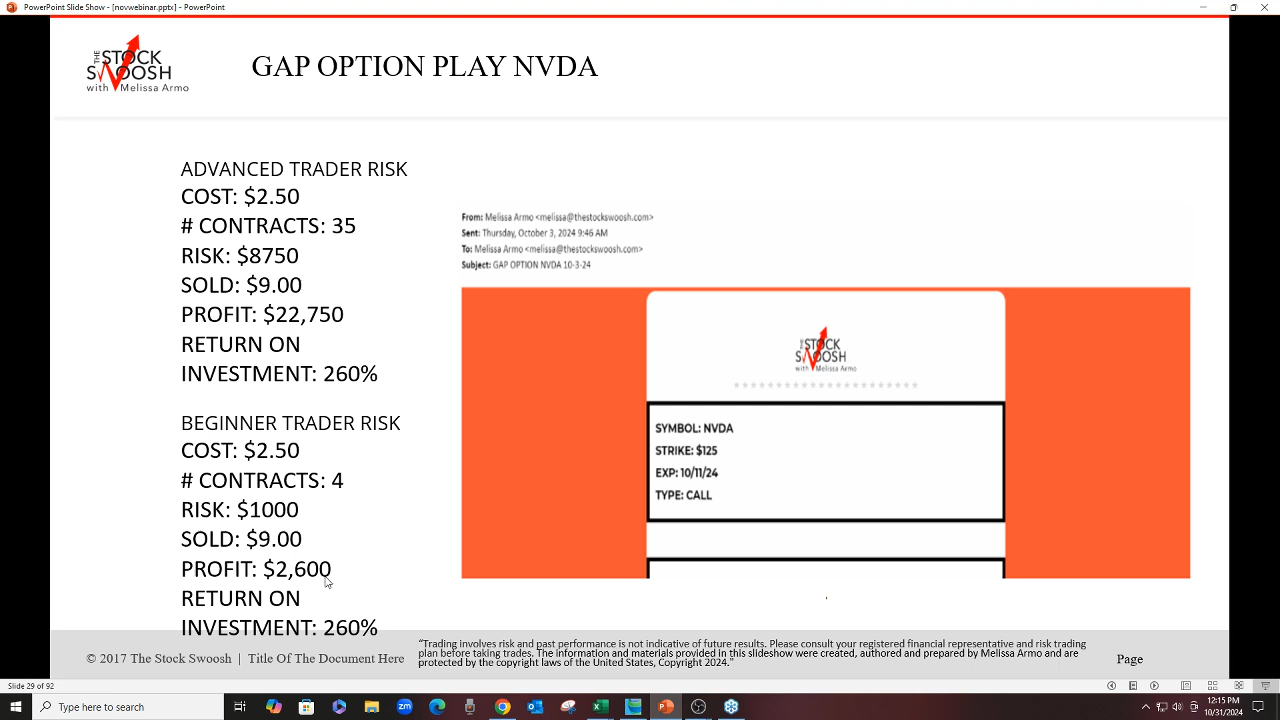 PowerPoint Slide Show - [novwebinar.pptx] - PowerPoint
THE
STOCK
SWOOSH
with Melissa Armo
GAP OPTION PLAY NVDA
ADVANCED TRADER RISK
COST: $2.50
# CONTRACTS: 35
RISK: $8750
SOLD: $9.00
PROFIT: $22,750
RETURN ON
INVESTMENT: 260%
BEGINNER TRADER RISK
COST: $2.50
# CONTRACTS: 4
RISK: $1000
SOLD: $9.00
PROFIT: $2,600
RETURN ON
INVESTMENT: 260%
From: Melissa Armo <melissa@thestockswoosh.com>
Sent: Thursday, October 3, 2024 9:46 AM
To: Melissa Armo <melissa@thestockswoosh.com>
Subject: GAP OPTION NVDA 10-3-24
THE
STOCK
SWOOSH
with Melissa Armo
SYMBOL: NVDA
STRIKE: $125
EXP: 10/11/24
TYPE: CALL
© 2017 The Stock Swoosh | Title Of The Document Here
"Trading involves risk and past performance is not indicative of future results. Please consult your registered financial representative and risk trading
plan before taking trades. The information and materials provided in this slideshow were created, authored and prepared by Melissa Armo and are
protected by the copyright laws of the United States, Copyright 2024."
Page
Slide 29 of 92
Type here to search
12:15 PM
10/31/2024